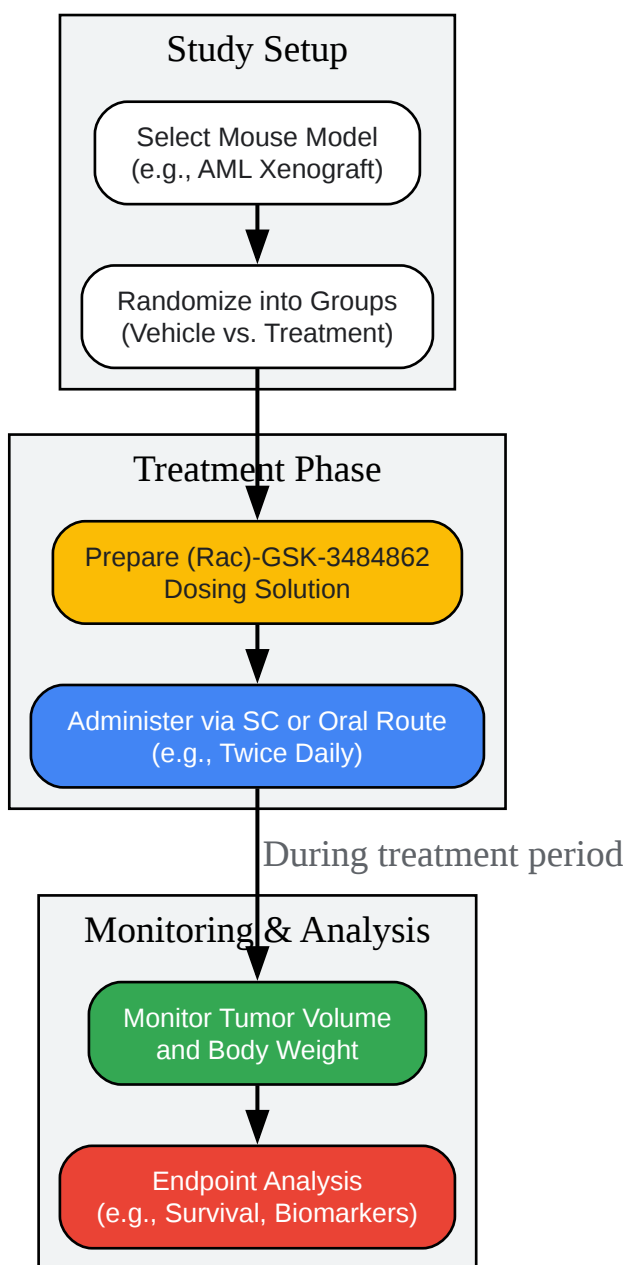 Study Setup
Select Mouse Model
(e.g., AML Xenograft)
Randomize into Groups
(Vehicle vs. Treatment)
Treatment Phase
Prepare (Rac)-GSK-3484862
Dosing Solution
Administer via SC or Oral Route
(e.g., Twice Daily)
During treatment period
Monitoring & Analysis
Monitor Tumor Volume
and Body Weight
Endpoint Analysis
(e.g., Survival, Biomarkers)